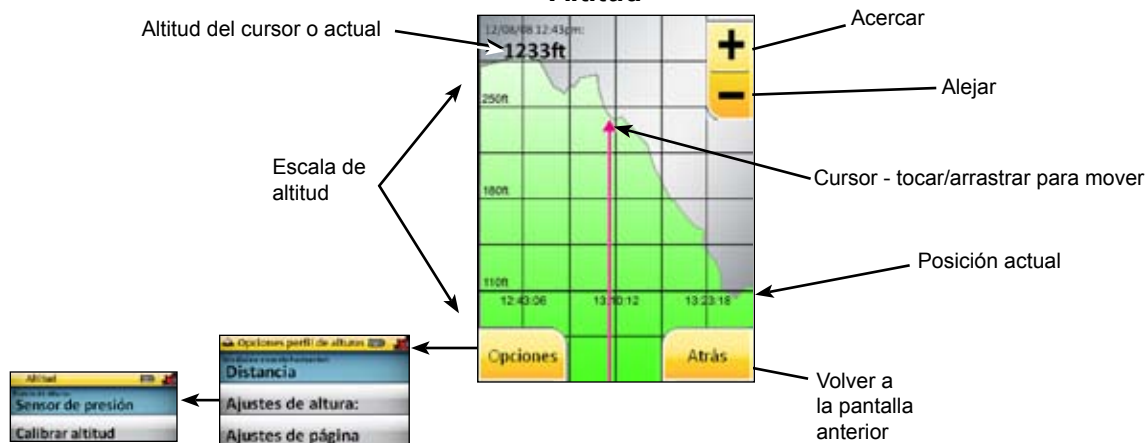 Altitud del cursor o actual
12/08/08 12:43pm:
1233ft
Acercar
+
Alejar
−
250ft
Escala de
altitud
Cursor - tocar/arrastrar para mover
180ft
Posición actual
110ft
12:43:06
13:10:12
13:23:18
Opciones
Atrás
Opciones perfil de alturas
Distancia
Ajustes de altura:
Ajustes de página
Altitud
Sensor de presión
Calibrar altitud
Volver a
la pantalla
anterior